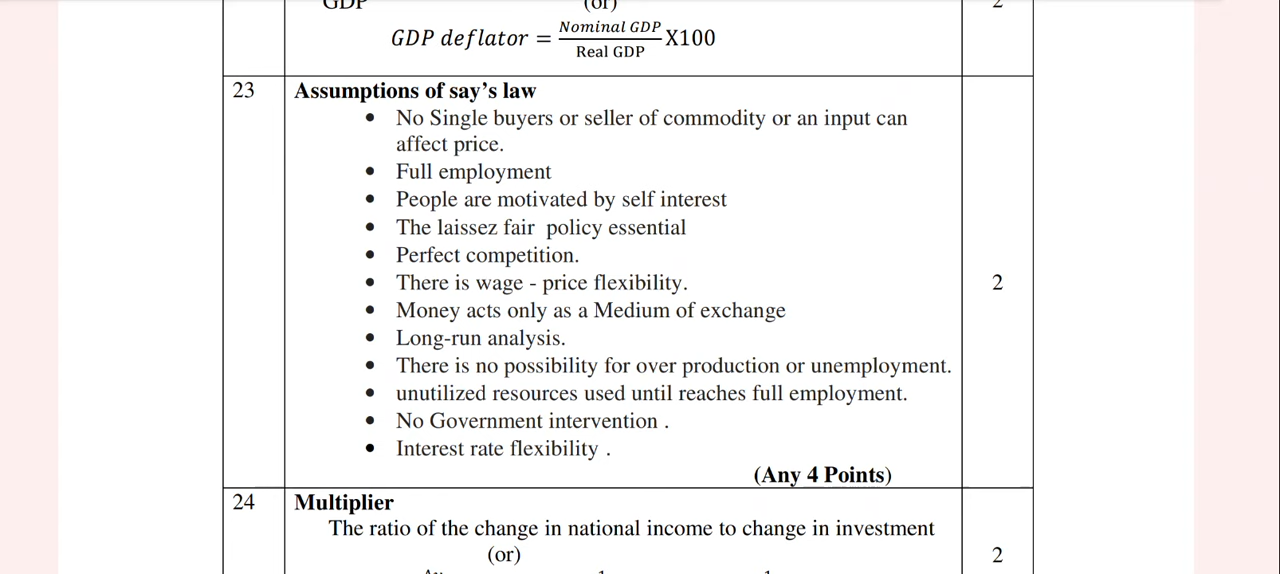 GDP (or) 2
GDP deflator = Nominal GDP / Real GDP X100
23 Assumptions of say’s law
• No Single buyers or seller of commodity or an input can
affect price.
• Full employment
• People are motivated by self interest
• The laissez fair policy essential
• Perfect competition.
• There is wage - price flexibility. 2
• Money acts only as a Medium of exchange
• Long-run analysis.
• There is no possibility for over production or unemployment.
• unutilized resources used until reaches full employment.
• No Government intervention .
• Interest rate flexibility .
(Any 4 Points)
24 Multiplier
The ratio of the change in national income to change in investment
(or) 2